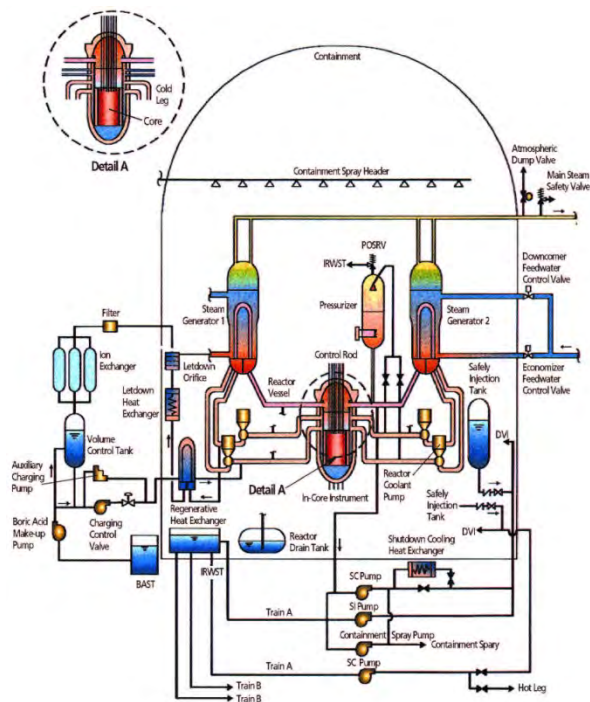 Containment
Cold
Leg
Core
Detail A
Containment Spray Header
Atmospheric
Dump Valve
Main Steam
Safety Valve
POSRV
IRWST
Downcomer
Feedwater
Control Valve
Filter
Steam
Generator 1
Pressurizer
Steam
Generator 2
Ion
Exchanger
Letdown
Orifice
Control Rod
Reactor
Vessel
Economizer
Feedwater
Control Valve
Letdown Heat
Exchanger
Safely
Injection
Tank
Volume
Control Tank
DVI
Auxiliary
Charging
Pump
Detail A
Reactor
Coolant
Pump
In-Core Instrument
Safely
Injection
Tank
Regenerative
Heat Exchanger
Charging
Control
Valve
Reactor
Drain Tank
DVI
Boric Acid
Make-up
Pump
Shutdown Cooling
Heat Exchanger
BAST
IRWST
SC Pump
SI Pump
Train A
Containment Spray Pump
Containment Spary
Train A
SC Pump
Train B
Train B
Hot Leg